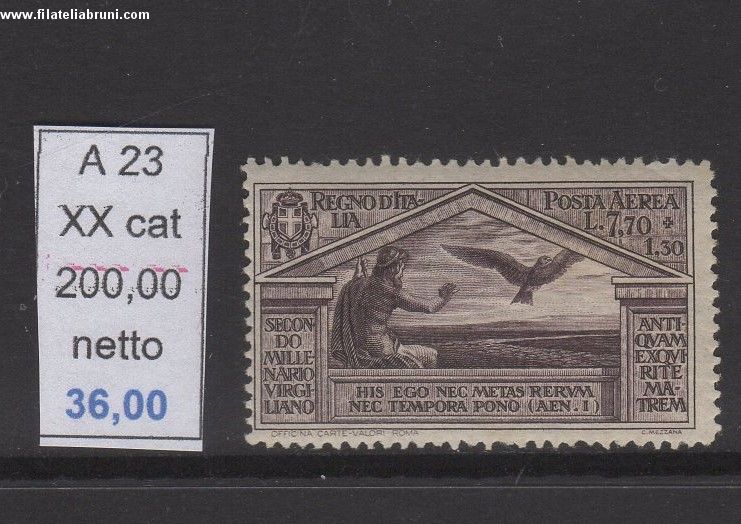 www.filateliabruni.com
A 23
XX cat
200,00
netto
36,00
REGNO D'ITA-
LIA
POSTA AEREA
L.7,70 +
1.30
SECON
DO
MILLE
NARIO
VIRGI
LIANO
ANTI-
QVAM
EXQVI
RITE
MA-
TREM
HIS EGO NEC METAS RERVM
NEC TEMPORA PONO (AEN. I)
OFFICINA CARTE-VALORI ROMA
C. MEZZANA